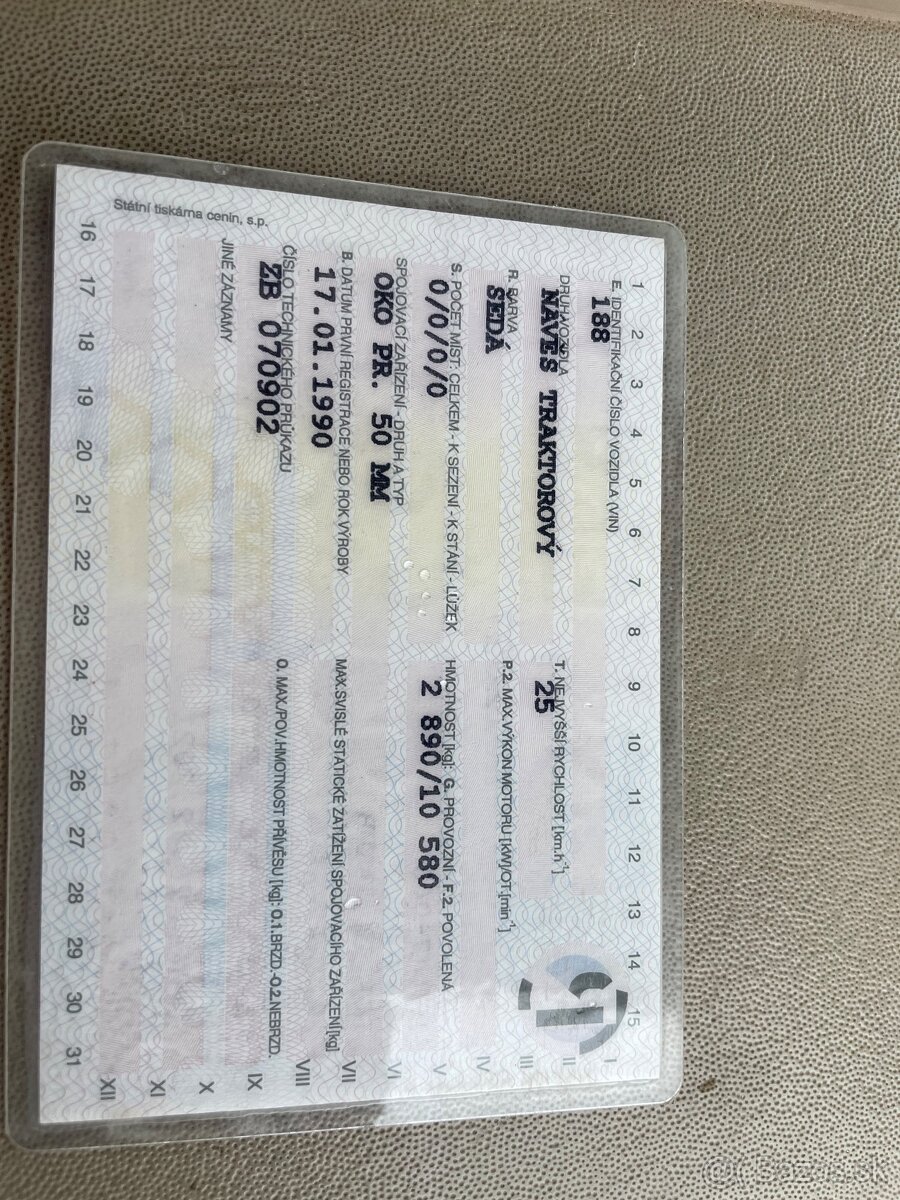 1 2 3 4 5 6 7 8 9 10 11 12 13 14 15
E. IDENTIFIKAČNÍ ČÍSLO VOZIDLA (VIN)
188
DRUH VOZIDLA
NÁVĚS TRAKTOROVÝ
T. NEJVYŠŠÍ RYCHLOST [km.h-1]
25
R. BARVA
ŠEDÁ
P.2. MAX.VÝKON MOTORU [kW]/OT.[min-1]
S. POČET MÍST: CELKEM - K SEZENÍ - K STÁNÍ - LŮŽEK
0/0/0/0
HMOTNOST [kg]: G. PROVOZNÍ - F.2. POVOLENÁ
2 890/10 580
SPOJOVACÍ ZAŘÍZENÍ - DRUH A TYP
OKO PR. 50 MM
B. DATUM PRVNÍ REGISTRACE NEBO ROK VÝROBY
17.01.1990
MAX.SVISLÉ STATICKÉ ZATÍŽENÍ SPOJOVACÍHO ZAŘÍZENÍ[kg]
ČÍSLO TECHNICKÉHO PRŮKAZU
ZB 070902
O. MAX./POV.HMOTNOST PŘÍVĚSU [kg]: O.1.BRZD.-O.2.NEBRZD.
JINÉ ZÁZNAMY
I
II
III
IV
V
VI
VII
VIII
IX
X
XI
XII
Státní tiskárna cenin, s.p.
16 17 18 19 20 21 22 23 24 25 26 27 28 29 30 31
Bazos.sk